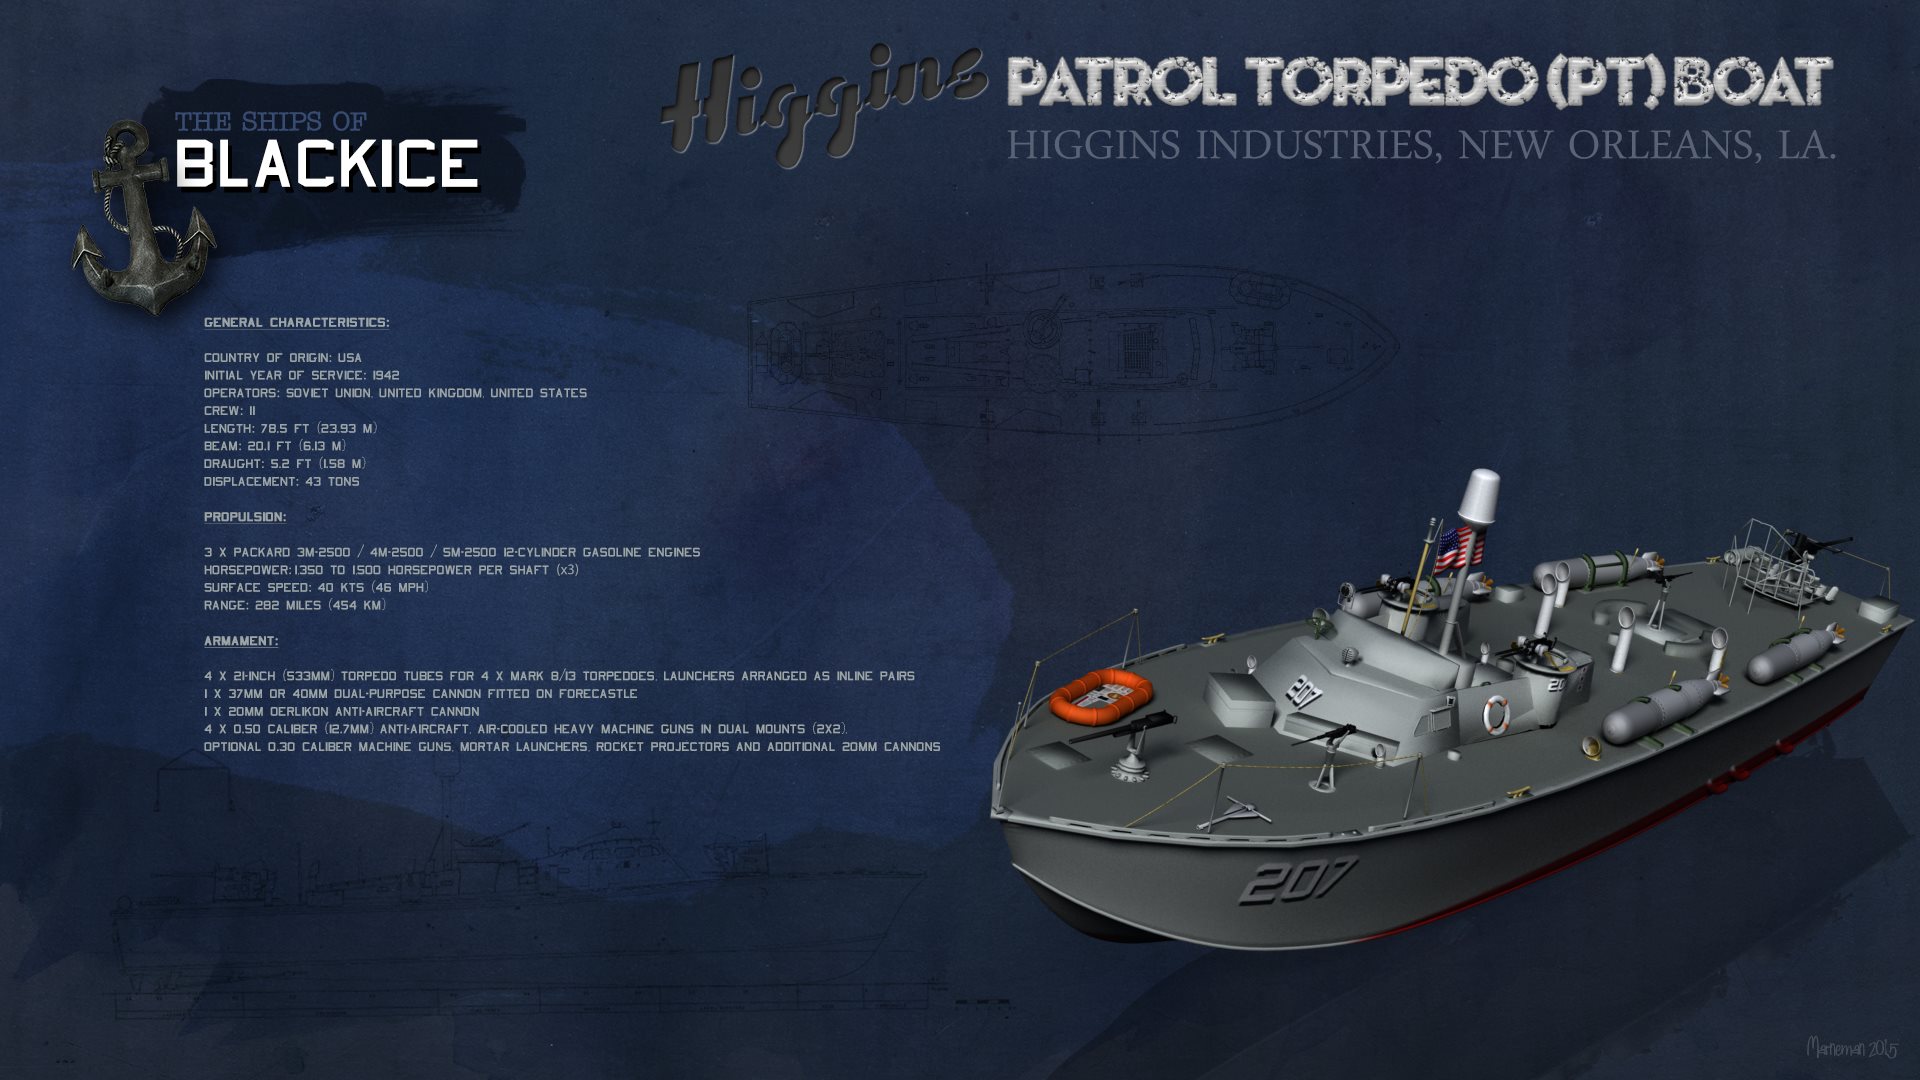 Higgins PATROL TORPEDO (PT) BOAT
HIGGINS INDUSTRIES, NEW ORLEANS, LA.
THE SHIPS OF
BLACKICE
GENERAL CHARACTERISTICS:
COUNTRY OF ORIGIN: USA
INITIAL YEAR OF SERVICE: 1942
OPERATORS: SOVIET UNION, UNITED KINGDOM, UNITED STATES
CREW: 11
LENGTH: 78.5 FT (23.93 M)
BEAM: 20.1 FT (6.13 M)
DRAUGHT: 5.2 FT (1.58 M)
DISPLACEMENT: 43 TONS
PROPULSION:
3 X PACKARD 3M-2500 / 4M-2500 / 5M-2500 12-CYLINDER GASOLINE ENGINES
HORSEPOWER: 1,350 TO 1,500 HORSEPOWER PER SHAFT (x3)
SURFACE SPEED: 40 KTS (46 MPH)
RANGE: 282 MILES (454 KM)
ARMAMENT:
4 X 21-INCH (533MM) TORPEDO TUBES FOR 4 X MARK 8/13 TORPEDOES. LAUNCHERS ARRANGED AS INLINE PAIRS
1 X 37MM OR 40MM DUAL-PURPOSE CANNON FITTED ON FORECASTLE
1 X 20MM OERLIKON ANTI-AIRCRAFT CANNON
4 X 0.50 CALIBER (12.7MM) ANTI-AIRCRAFT, AIR-COOLED HEAVY MACHINE GUNS IN DUAL MOUNTS (2X2).
OPTIONAL 0.30 CALIBER MACHINE GUNS, MORTAR LAUNCHERS, ROCKET PROJECTORS AND ADDITIONAL 20MM CANNONS
207
20
207
Marneman 2015